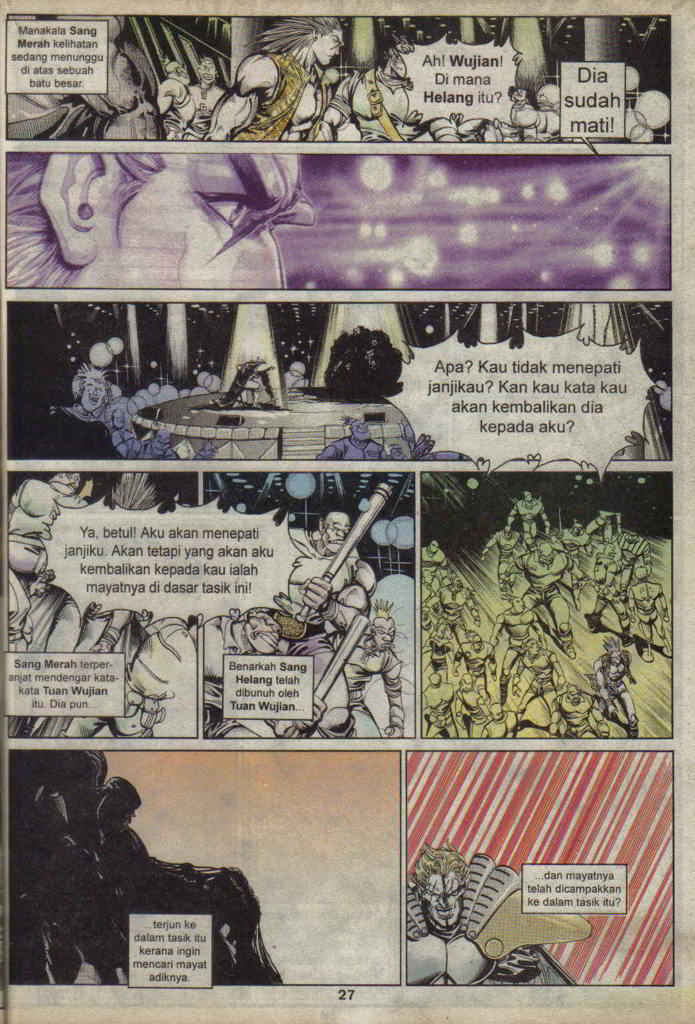 Manakala Sang
Merah kelihatan
sedang menunggu
di atas sebuah
batu besar.
Ah! Wujian!
Di mana
Helang itu?
Dia
sudah
mati!
Apa? Kau tidak menepati
janjikau? Kan kau kata kau
akan kembalikan dia
kepada aku?
Ya, betul! Aku akan menepati
janjiku. Akan tetapi yang akan aku
kembalikan kepada kau ialah
mayatnya di dasar tasik ini!
Sang Merah terper-
anjat mendengar kata-
kata Tuan Wujian
itu. Dia pun...
Benarkah Sang
Helang telah
dibunuh oleh
Tuan Wujian...
...terjun ke
dalam tasik itu
kerana ingin
mencari mayat
adiknya.
...dan mayatnya
telah dicampakkan
ke dalam tasik itu?
27